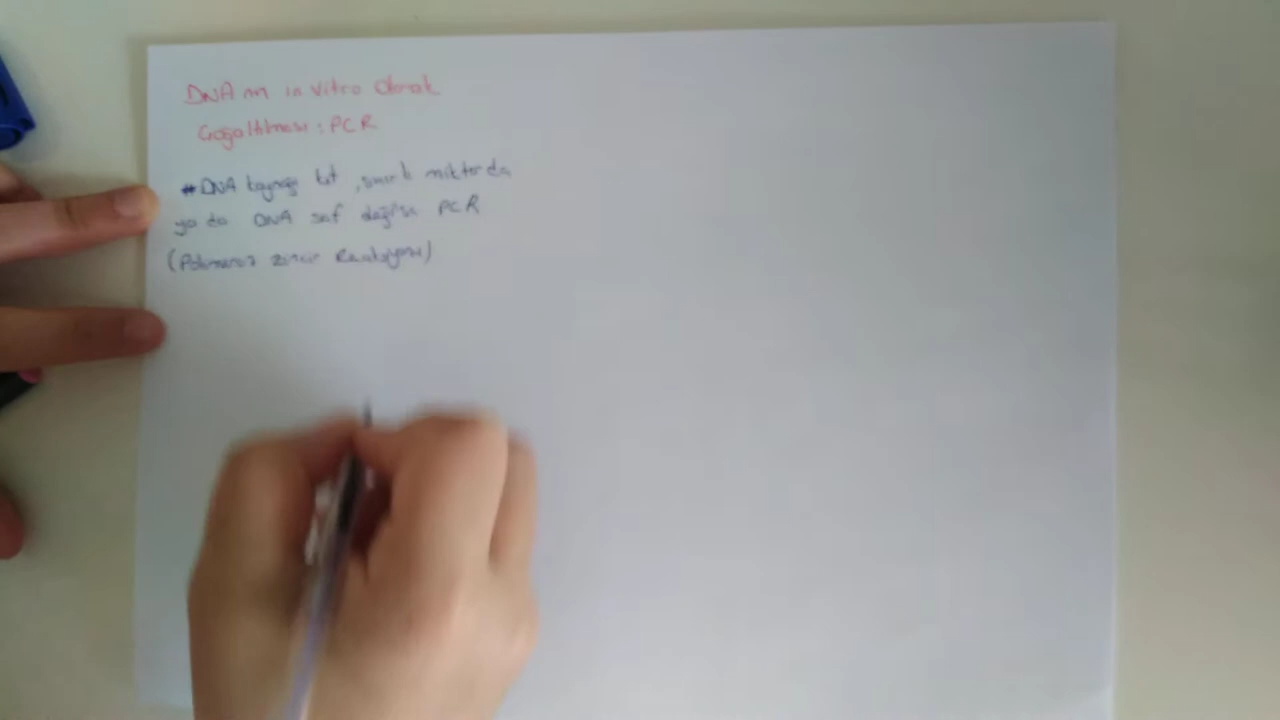 DNA nın in vitro Olarak
Çoğaltılması : PCR
# DNA kaynağı kıt, sınırlı miktarda
ya da DNA saf değilse PCR
(Polimeraz zincir Reaksiyonu)